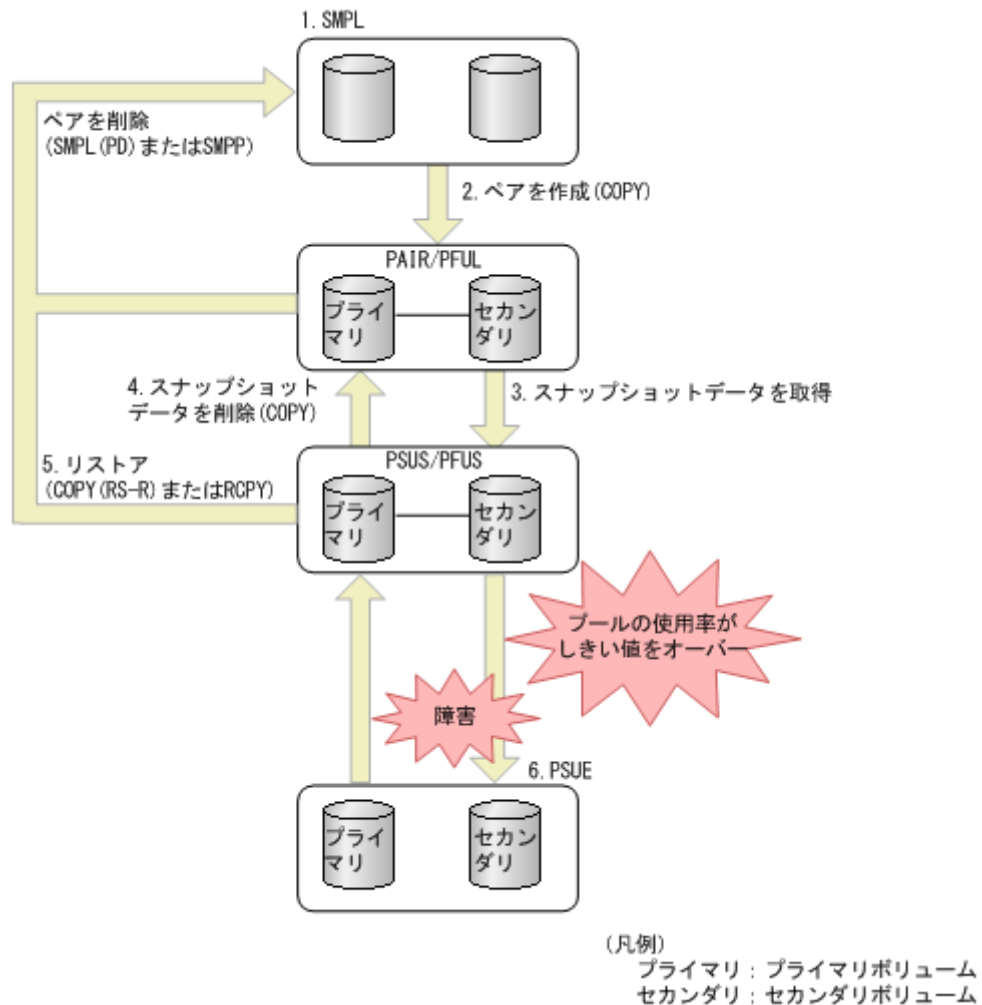 1. SMPL
ペアを削除
(SMPL(PD)またはSMPP)
2. ペアを作成(COPY)
PAIR/PFUL
プライ
マリ
セカン
ダリ
4. スナップショット
データを削除(COPY)
3. スナップショットデータを取得
5. リストア
(COPY(RS-R)またはRCPY)
PSUS/PFUS
プライ
マリ
セカン
ダリ
プールの使用率が
しきい値をオーバー
障害
6. PSUE
プライ
マリ
セカン
ダリ
(凡例)
プライマリ：プライマリボリューム
セカンダリ：セカンダリボリューム